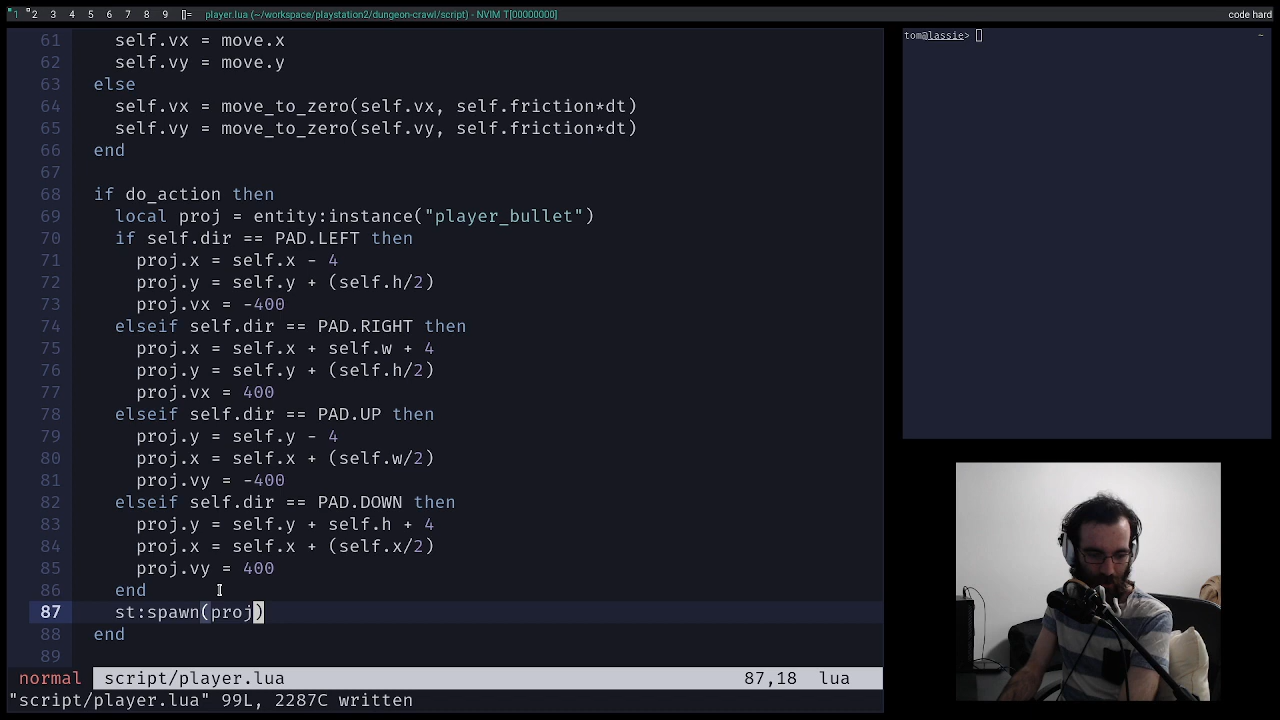 1 2 3 4 5 6 7 8 9 []= player.lua (~/workspace/playstation2/dungeon-crawl/script) - NVIM T[00000000] code hard
61 self.vx = move.x
62 self.vy = move.y
63 else
64 self.vx = move_to_zero(self.vx, self.friction*dt)
65 self.vy = move_to_zero(self.vy, self.friction*dt)
66 end
67
68 if do_action then
69 local proj = entity:instance("player_bullet")
70 if self.dir == PAD.LEFT then
71 proj.x = self.x - 4
72 proj.y = self.y + (self.h/2)
73 proj.vx = -400
74 elseif self.dir == PAD.RIGHT then
75 proj.x = self.x + self.w + 4
76 proj.y = self.y + (self.h/2)
77 proj.vx = 400
78 elseif self.dir == PAD.UP then
79 proj.y = self.y - 4
80 proj.x = self.x + (self.w/2)
81 proj.vy = -400
82 elseif self.dir == PAD.DOWN then
83 proj.y = self.y + self.h + 4
84 proj.x = self.x + (self.x/2)
85 proj.vy = 400
86 end
87 st:spawn(proj)
88 end
89
normal script/player.lua 87,18 lua
"script/player.lua" 99L, 2287C written
tom@lassie> ~